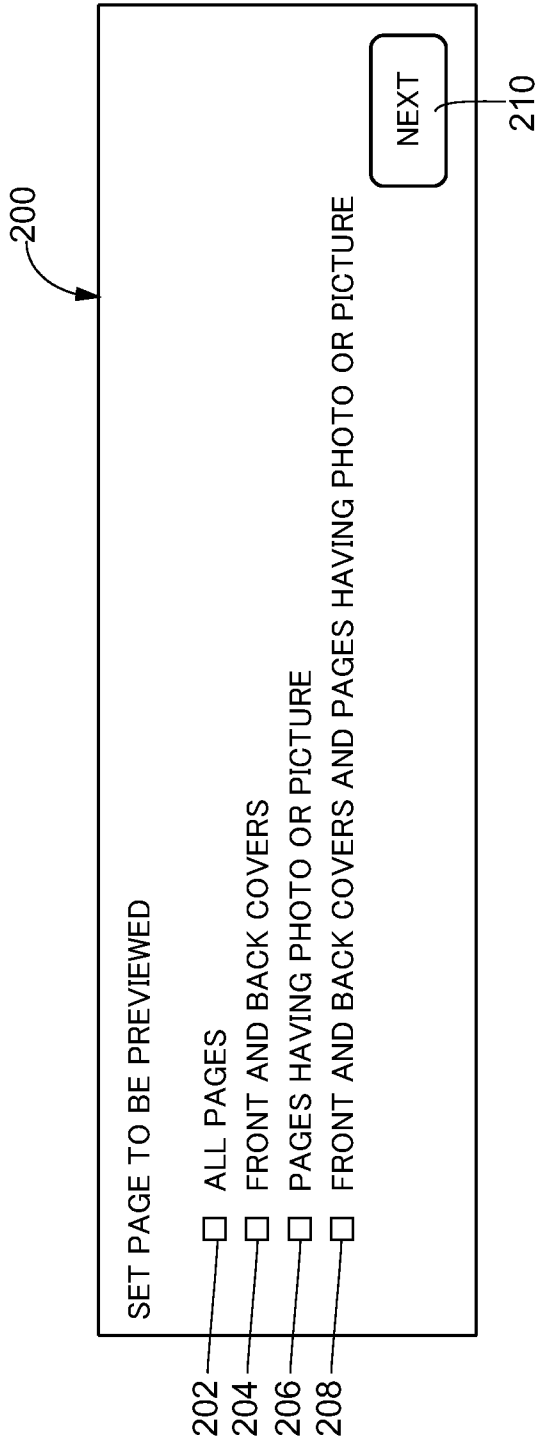 200
SET PAGE TO BE PREVIEWED
202
ALL PAGES
204
FRONT AND BACK COVERS
206
PAGES HAVING PHOTO OR PICTURE
208
FRONT AND BACK COVERS AND PAGES HAVING PHOTO OR PICTURE
NEXT
210